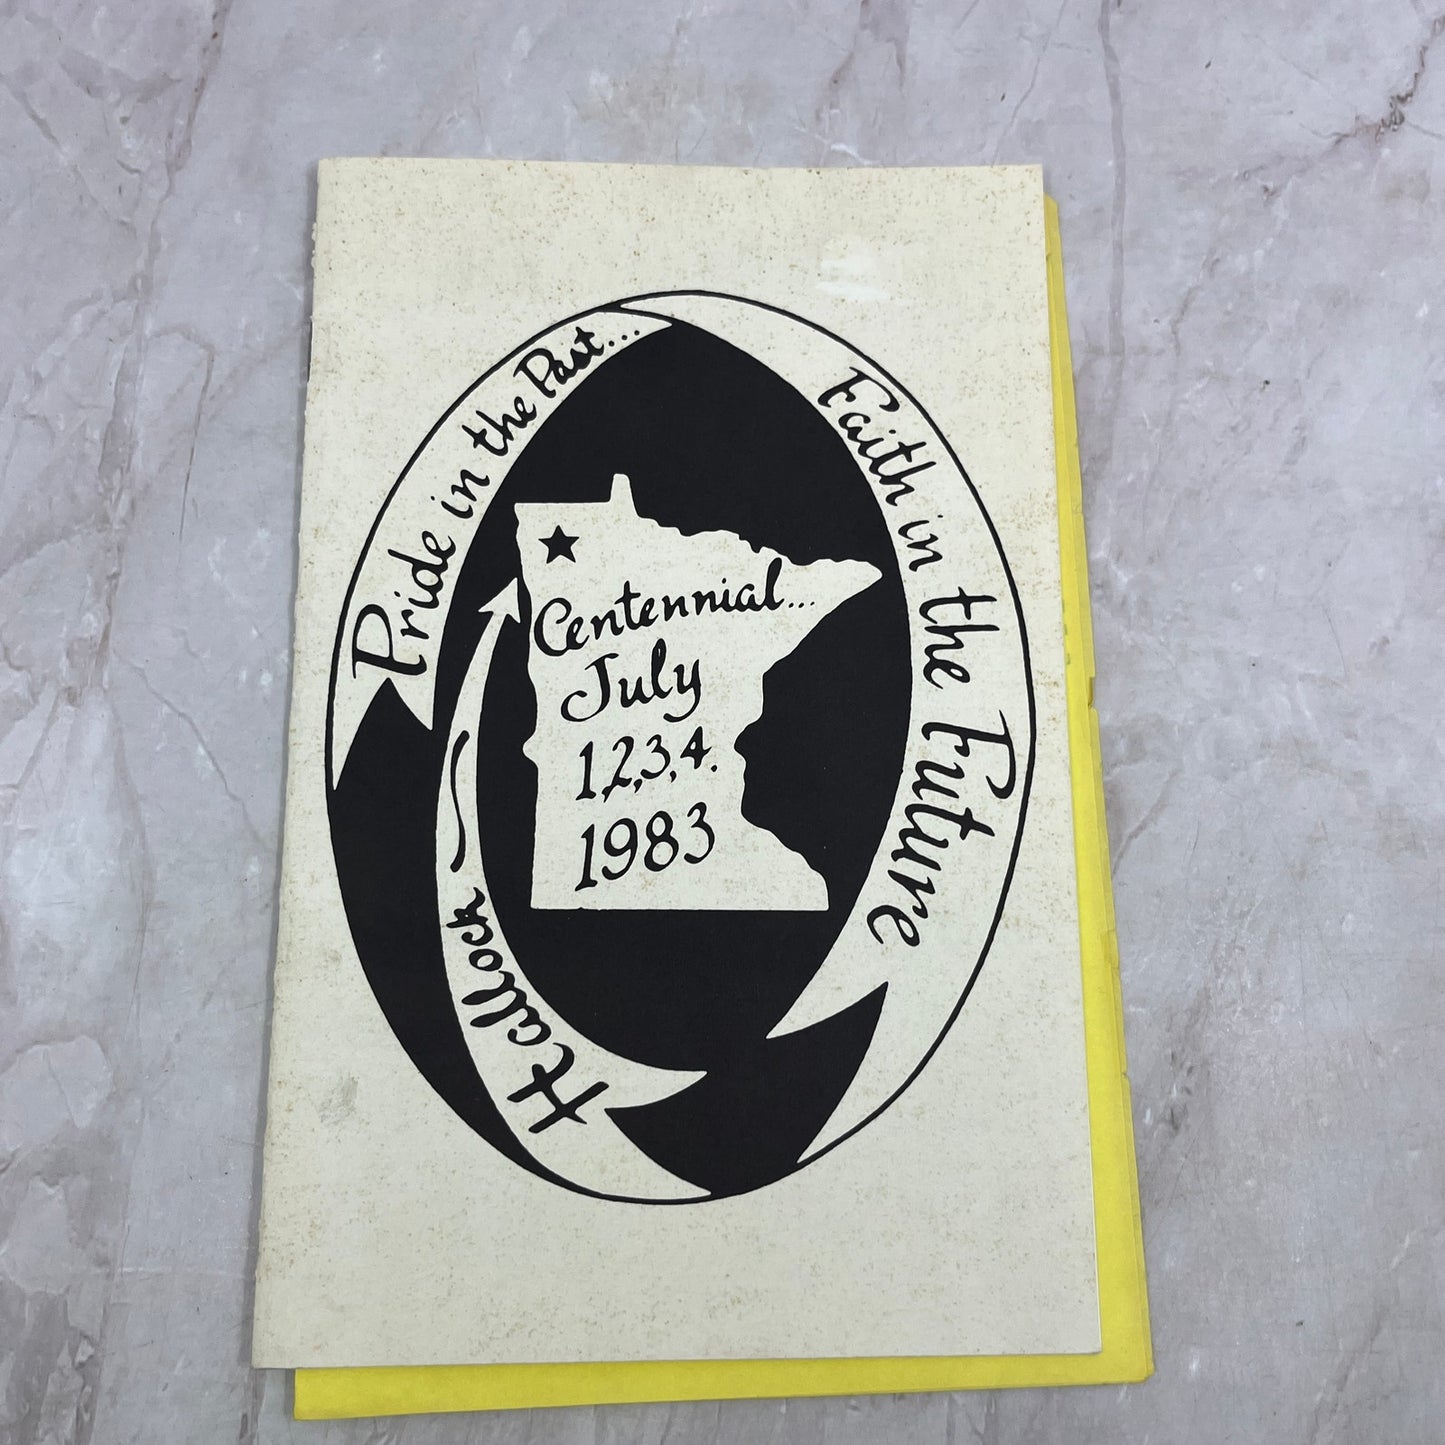 Pride in the Past...
Faith in the Future
Centennial...
July
1,2,3,4.
1983
Hallock